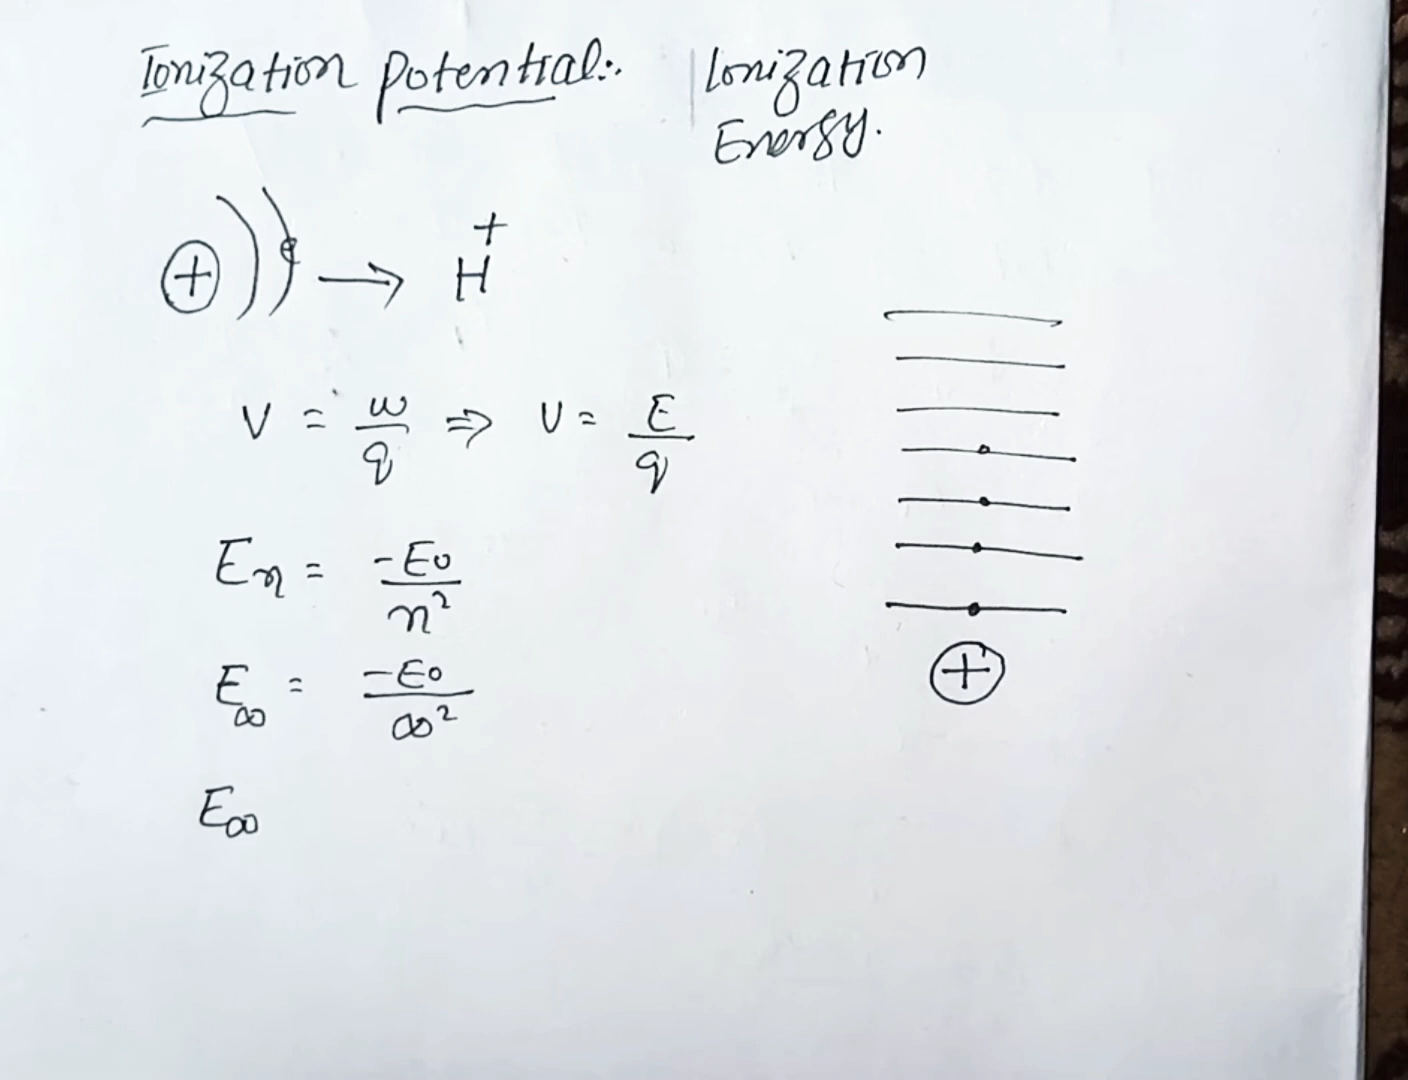 Ionization potential:. Ionization
Energy.
+ → H⁺
V = w/q ⇒ V = E/q
En = -E0/n²
E∞ = -E0/∞²
E∞
+